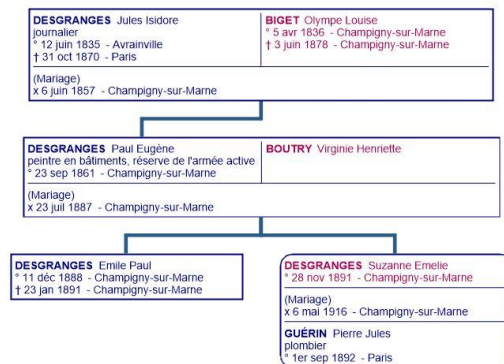 DESGRANGES Jules Isidore
journalier
° 12 juin 1835 - Avrainville
† 31 oct 1870 - Paris
BIGET Olympe Louise
° 5 avr 1836 - Champigny-sur-Marne
† 3 juin 1878 - Champigny-sur-Marne
(Mariage)
x 6 juin 1857 - Champigny-sur-Marne
DESGRANGES Paul Eugène
peintre en bâtiments, réserve de l'armée active
° 23 sep 1861 - Champigny-sur-Marne
BOUTRY Virginie Henriette
(Mariage)
x 23 juil 1887 - Champigny-sur-Marne
DESGRANGES Emile Paul
° 11 déc 1888 - Champigny-sur-Marne
† 23 jan 1891 - Champigny-sur-Marne
DESGRANGES Suzanne Emelie
° 28 nov 1891 - Champigny-sur-Marne
(Mariage)
x 6 mai 1916 - Champigny-sur-Marne
GUÉRIN Pierre Jules
plombier
° 1er sep 1892 - Paris